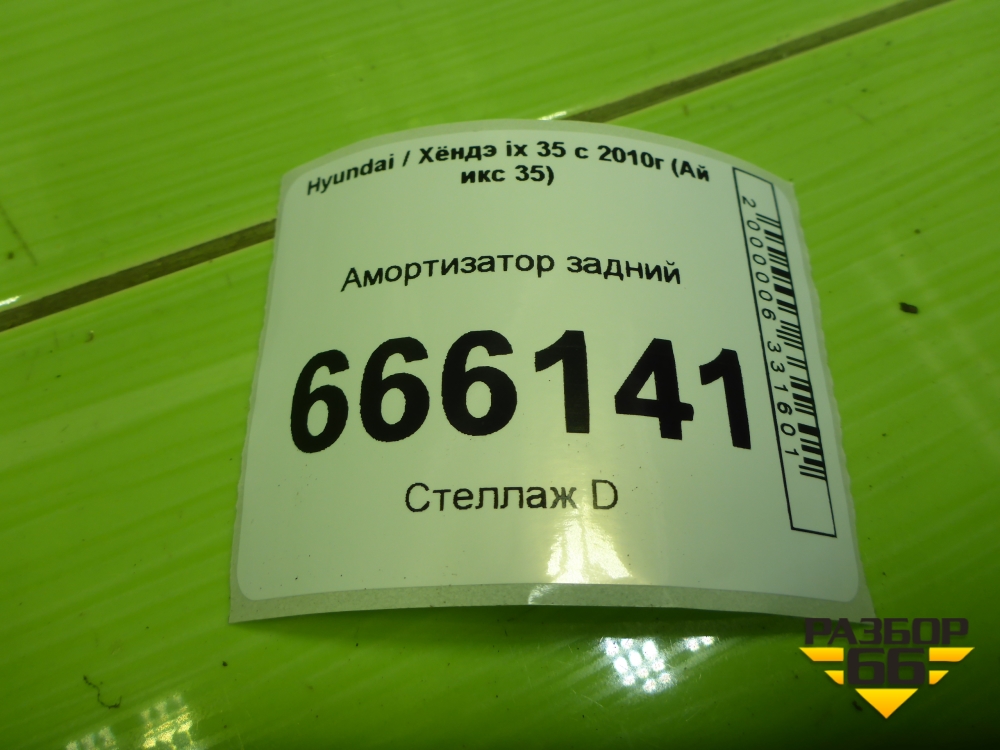 Hyundai / Хёндэ ix 35 с 2010г (Ай
икс 35)
Амортизатор задний
666141
Стеллаж D
2000006331601
РАЗБОР
66